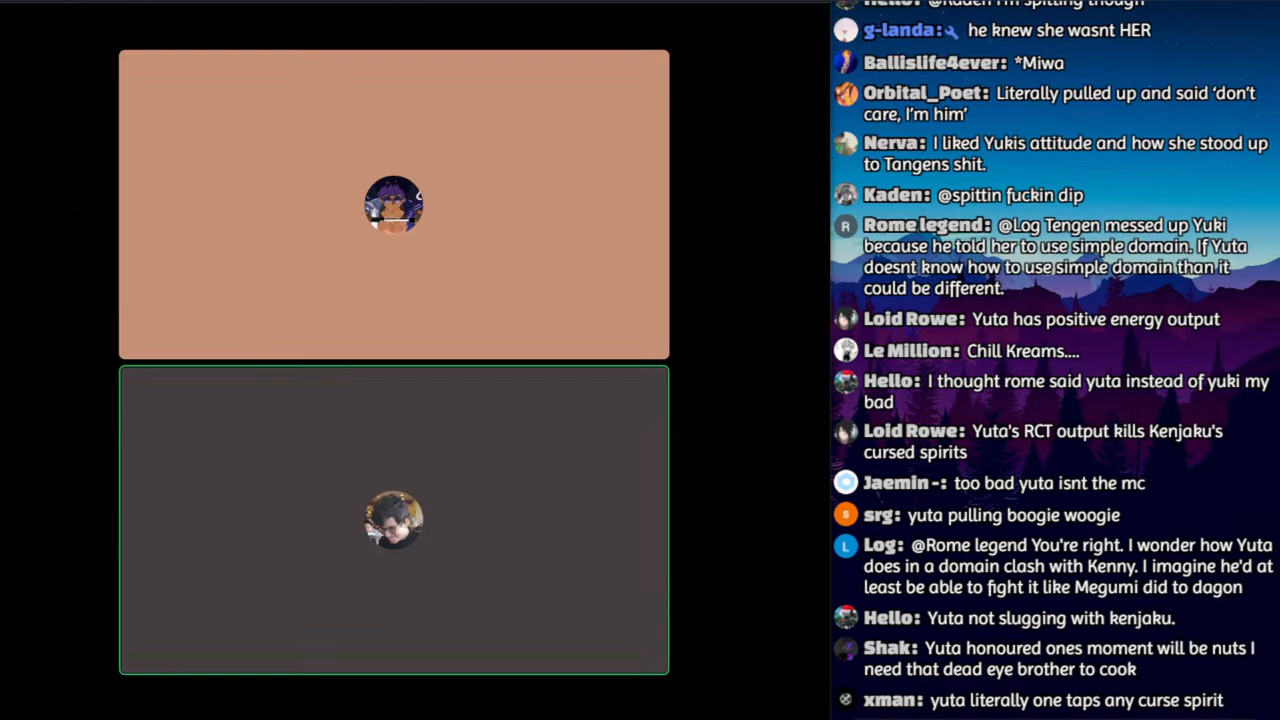 Hello: @Kaden I'm spitting though
g-landa: he knew she wasnt HER
Ballislife4ever: *Miwa
Orbital_Poet: Literally pulled up and said ‘don’t
care, I’m him’
Nerva: I liked Yukis attitude and how she stood up
to Tangens shit.
Kaden: @spittin fuckin dip
R
Rome legend: @Log Tengen messed up Yuki
because he told her to use simple domain. If Yuta
doesnt know how to use simple domain than it
could be different.
Loid Rowe: Yuta has positive energy output
Le Million: Chill Kreams....
Hello: I thought rome said yuta instead of yuki my
bad
Loid Rowe: Yuta's RCT output kills Kenjaku's
cursed spirits
Jaemin -: too bad yuta isnt the mc
S
srg: yuta pulling boogie woogie
L
Log: @Rome legend You're right. I wonder how Yuta
does in a domain clash with Kenny. I imagine he'd at
least be able to fight it like Megumi did to dagon
Hello: Yuta not slugging with kenjaku.
Shak: Yuta honoured ones moment will be nuts I
need that dead eye brother to cook
xman: yuta literally one taps any curse spirit